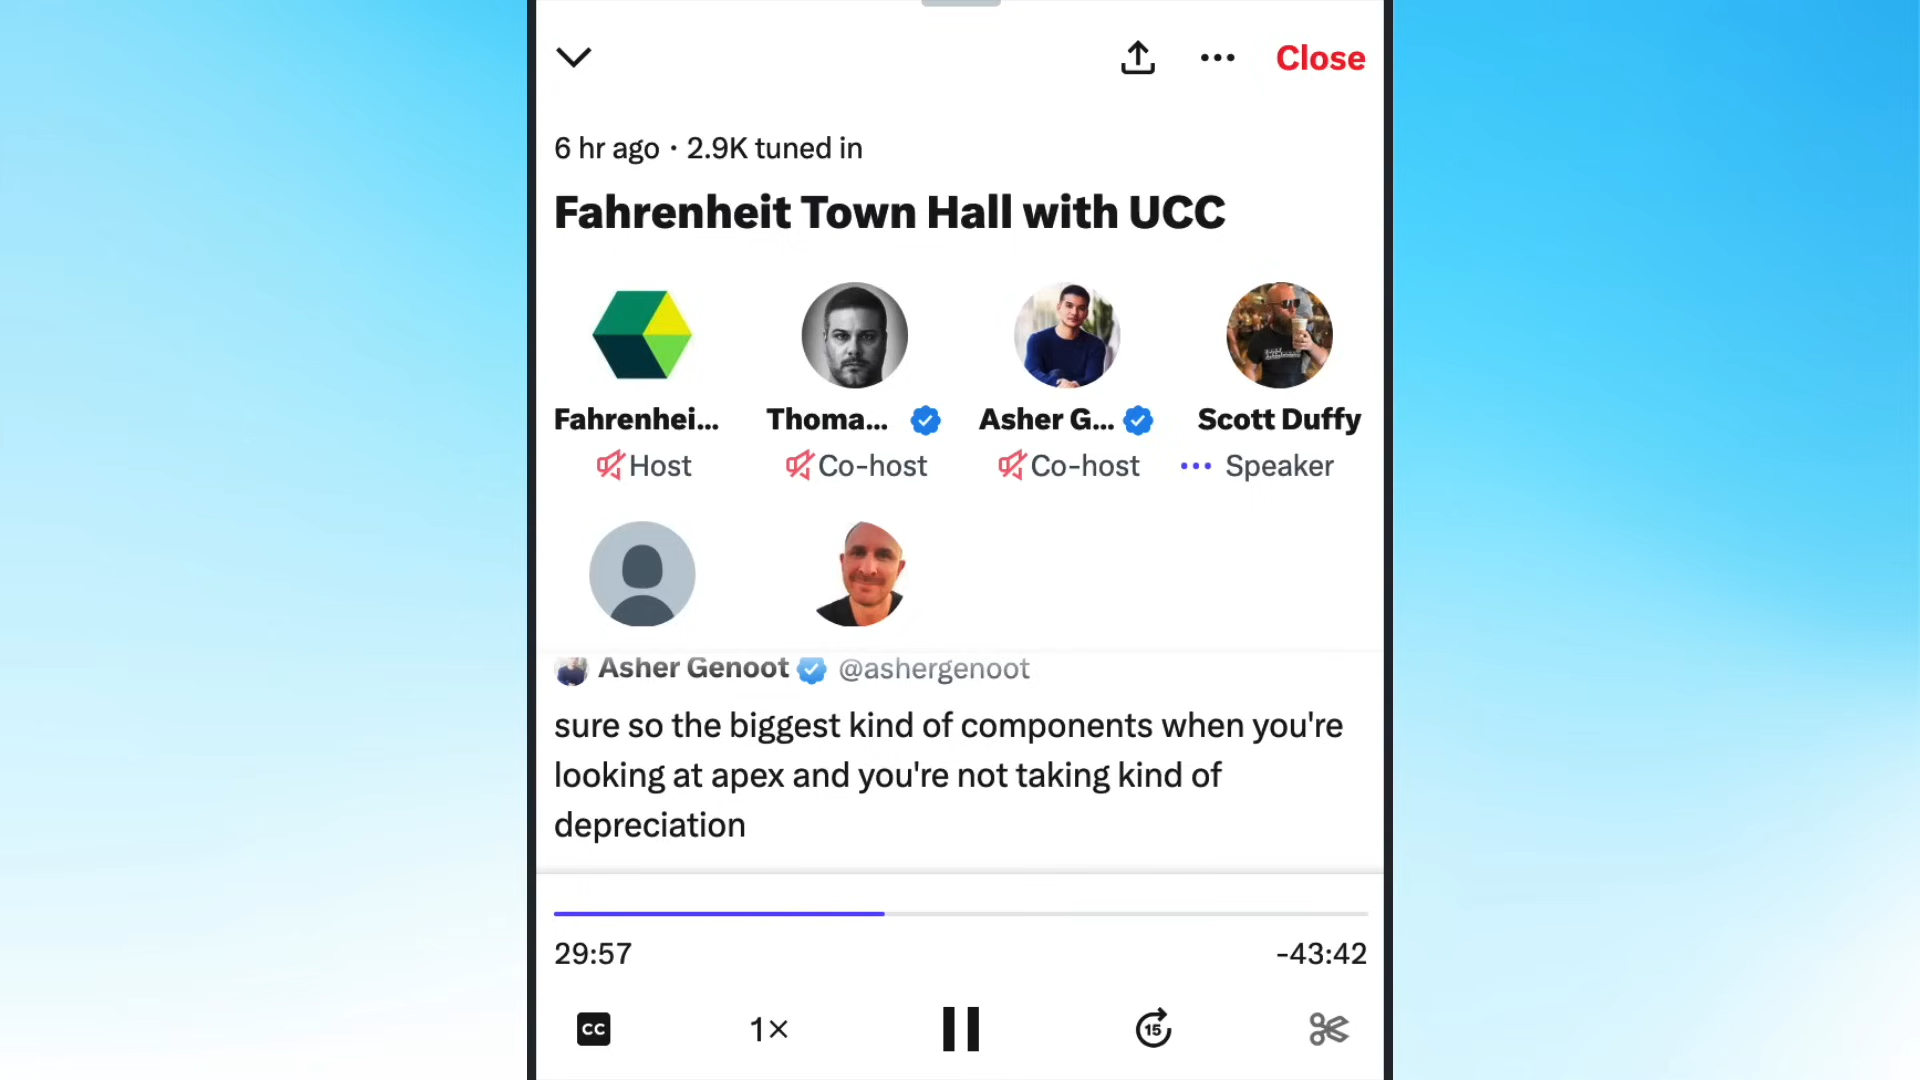 Close
6 hr ago · 2.9K tuned in
Fahrenheit Town Hall with UCC
Fahrenhei... Thoma... Asher G... Scott Duffy
Host Co-host Co-host ... Speaker
Asher Genoot @ashergenoot
sure so the biggest kind of components when you're
looking at apex and you're not taking kind of
depreciation
29:57 -43:42
CC 1× 15